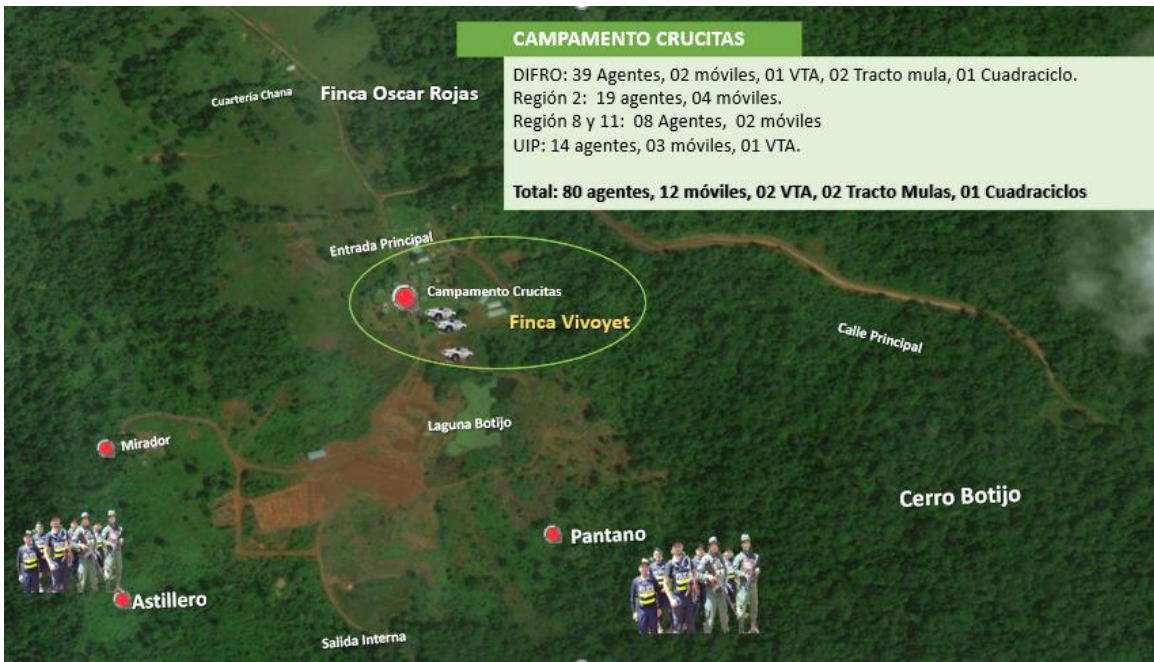 CAMPAMENTO CRUCITAS
DIFRO: 39 Agentes, 02 móviles, 01 VTA, 02 Tracto mula, 01 Cuadraciclo.
Región 2:  19 agentes, 04 móviles.
Región 8 y 11:  08 Agentes,  02 móviles
UIP: 14 agentes, 03 móviles, 01 VTA.
Total: 80 agentes, 12 móviles, 02 VTA, 02 Tracto Mulas, 01 Cuadraciclos
Cuartería Chana
Finca Oscar Rojas
Entrada Principal
Campamento Crucitas
Finca Vivoyet
Calle Principal
Laguna Botijo
Mirador
Cerro Botijo
Pantano
Astillero
Salida Interna